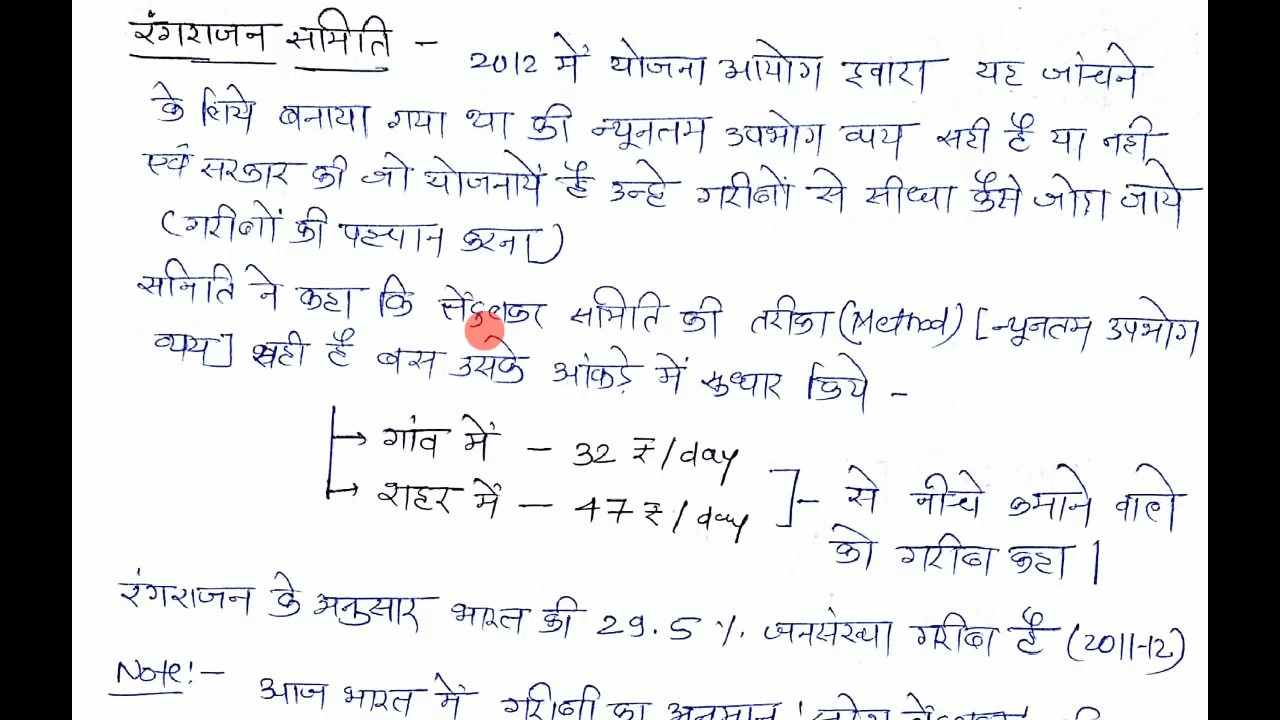 रंगराजन समिति - 2012 में योजना आयोग द्वारा यह जांचने
के लिये बनाया गया था की न्यूनतम उपभोग व्यय सही है या नही
एवं सरकार की जो योजनायें है उन्हे गरीबों से सीधा कैसे जोड़ा जाये
(गरीबों की पहचान करना)
समिति ने कहा कि तेंदुलकर समिति की तरीका (Method) [न्यूनतम उपभोग
व्यय] सही है बस उसके आंकड़े में सुधार किये -
→ गांव में - 32 ₹/day
→ शहर में - 47 ₹/day ]- से नीचे कमाने वाले
को गरीब कहा |
रंगराजन के अनुसार भारत की 29.5 % जनसंख्या गरीब है (2011-12)
Note:- आज भारत में गरीबी का अनुमान